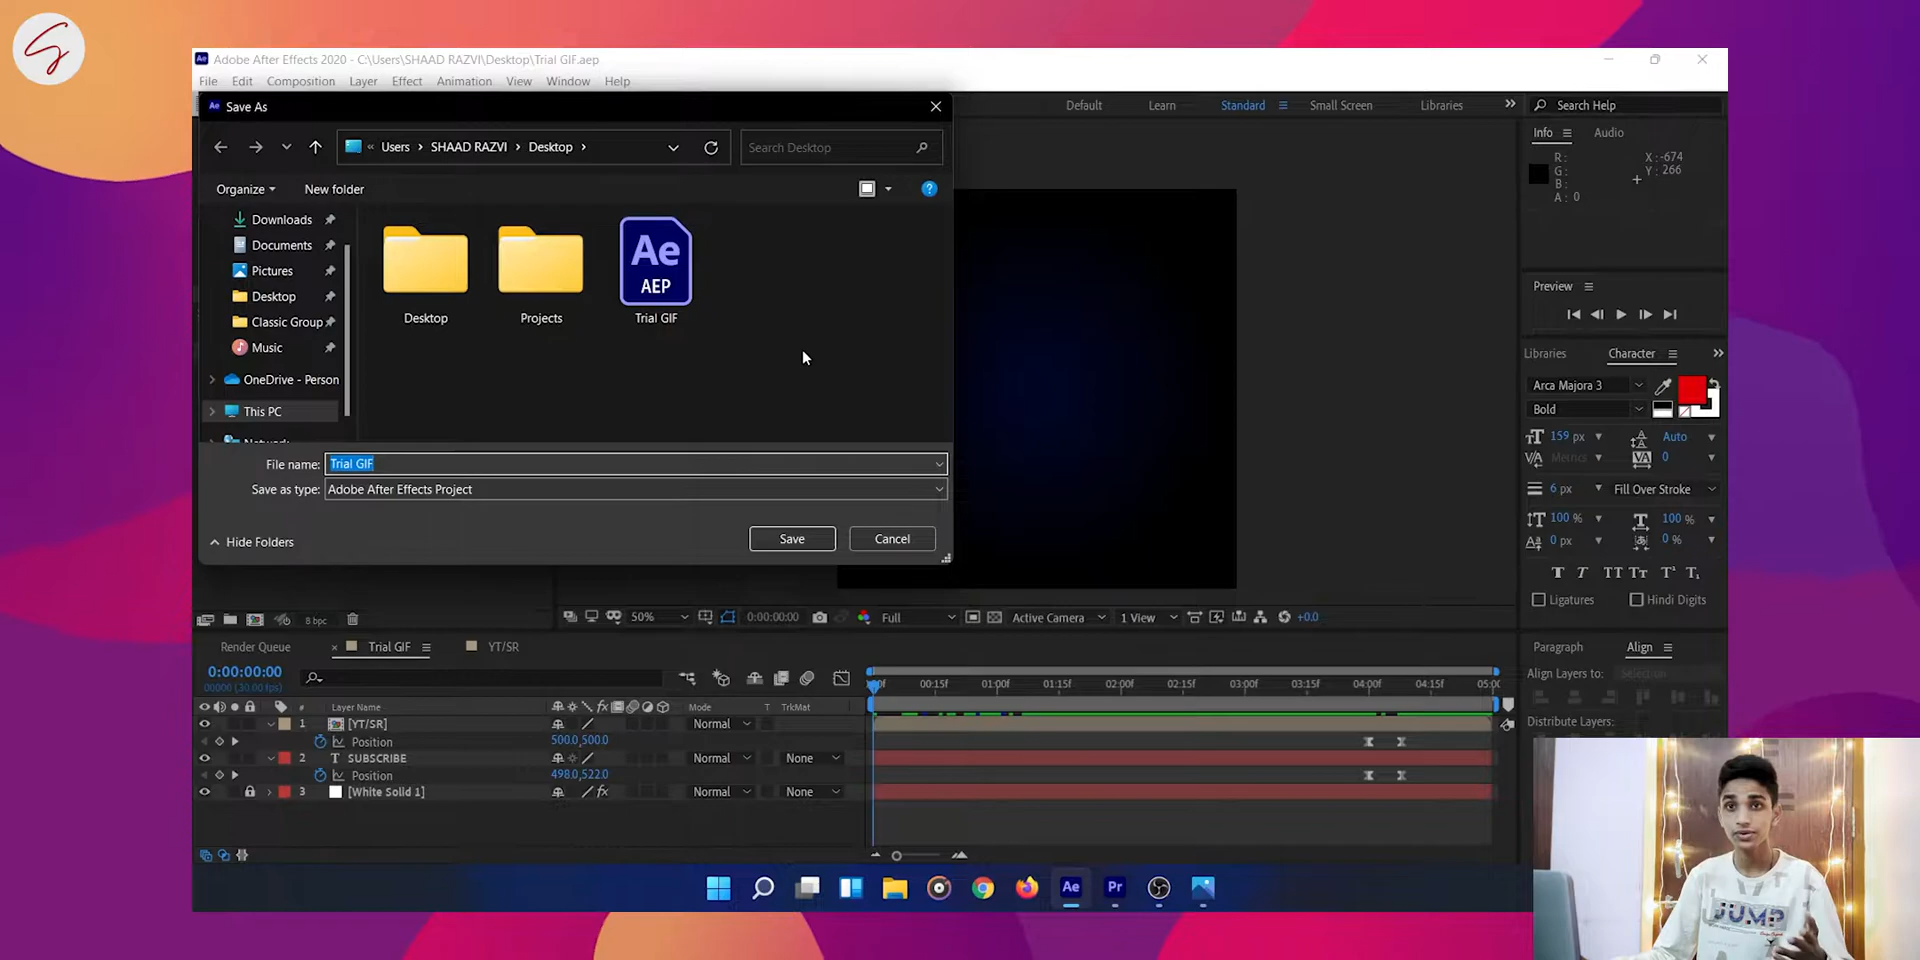 Adobe After Effects 2020 - C:\Users\SHAAD RAZVI\Desktop\Trial GIF.aep
File Edit Composition Layer Effect Animation View Window Help
Save As
Default Learn Standard Small Screen Libraries Search Help
« Users › SHAAD RAZVI › Desktop ›
Search Desktop
Organize New folder
Downloads
Documents
Pictures
Desktop
Classic Group
Music
OneDrive - Person
This PC
Network
Desktop
Projects
Ae
AEP
Trial GIF
File name: Trial GIF
Save as type: Adobe After Effects Project
Hide Folders
Save Cancel
Info Audio
R: X: -674
G: Y: 266
B:
A: 0
Preview
Libraries Character
Arca Majora 3
Bold
159 px Auto
Metrics 0
6 px Fill Over Stroke
100 % 100 %
0 px 0 %
T T TT Tt T¹ T₁
Ligatures Hindi Digits
8 bpc
50% 0:00:00:00 Full Active Camera 1 View +0.0
Render Queue Trial GIF YT/SR
0:00:00:00
00000 (30.00 fps)
00:15f 01:00f 01:15f 02:00f 02:15f 03:00f 03:15f 04:00f 04:15f
# Layer Name Mode T TrkMat
1 [YT/SR] Normal
Position 500.0,500.0
2 T SUBSCRIBE Normal None
Position 498.0,522.0
3 [White Solid 1] Normal None
Paragraph Align
Align Layers to: Selection
Distribute Layers:
Ae Pr
JUMP